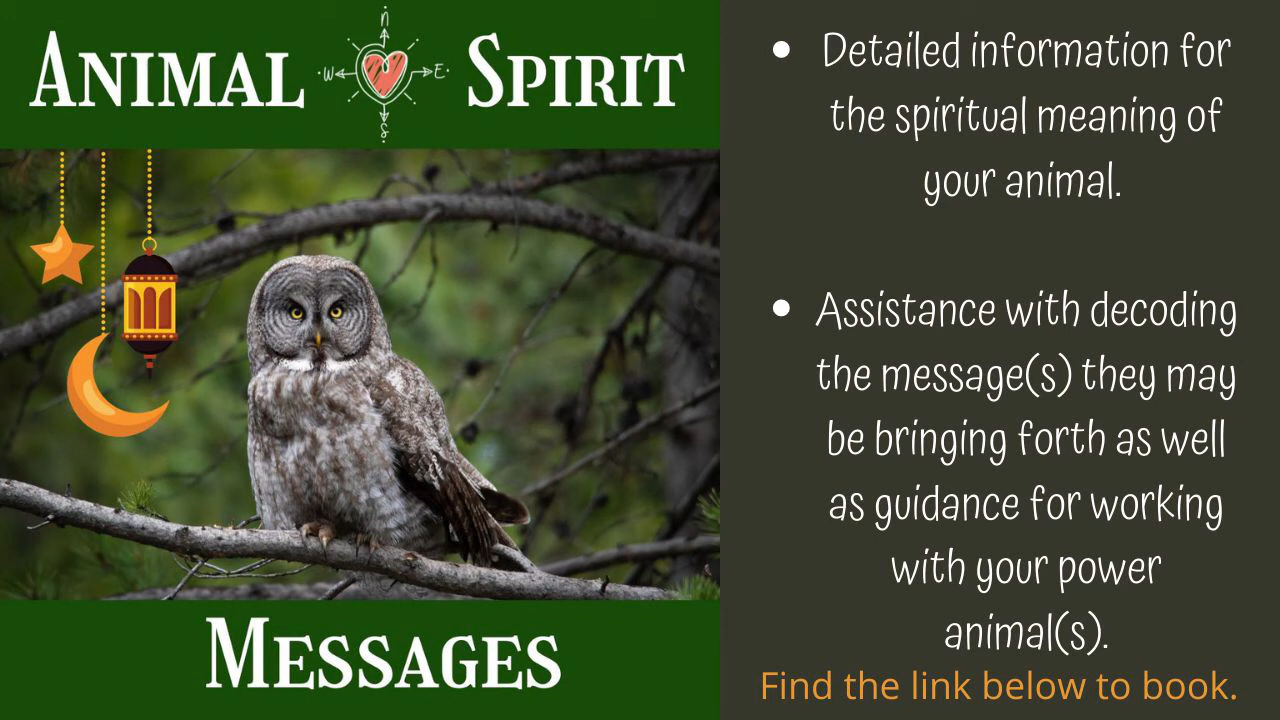 Animal Spirit
n
W E
s
Messages
• Detailed information for
the spiritual meaning of
your animal.
• Assistance with decoding
the message(s) they may
be bringing forth as well
as guidance for working
with your power
animal(s).
Find the link below to book.